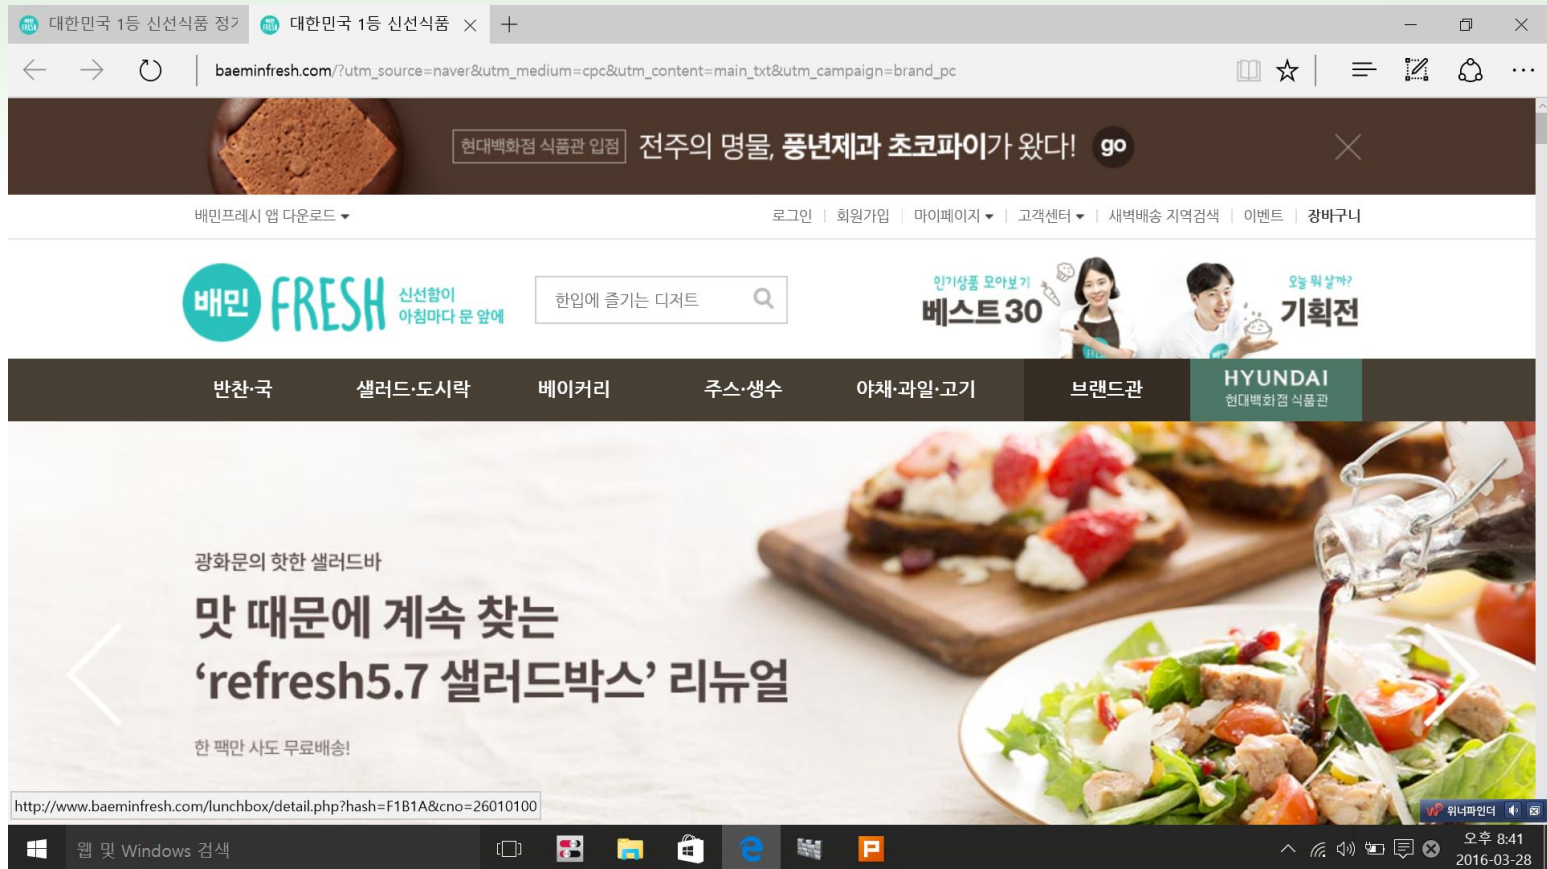 배민 FRESH 대한민국 1등 신선식품 정기
배민 FRESH 대한민국 1등 신선식품
baeminfresh.com/?utm_source=naver&utm_medium=cpc&utm_content=main_txt&utm_campaign=brand_pc
현대백화점 식품관 입점 전주의 명물, 풍년제과 초코파이가 왔다! go
배민프레시 앱 다운로드 로그인 회원가입 마이페이지 고객센터 새벽배송 지역검색 이벤트 장바구니
배민 FRESH
신선함이
아침마다 문 앞에
한입에 즐기는 디저트
인기상품 모아보기
베스트 30
오늘 뭐 살까?
기획전
반찬·국 샐러드·도시락 베이커리 주스·생수 야채·과일·고기 브랜드관
HYUNDAI
현대백화점 식품관
광화문의 핫한 샐러드바
맛 때문에 계속 찾는
‘refresh5.7 샐러드박스’ 리뉴얼
한 팩만 사도 무료배송!
http://www.baeminfresh.com/lunchbox/detail.php?hash=F1B1A&cno=26010100
위너파인더
웹 및 Windows 검색
오후 8:41
2016-03-28